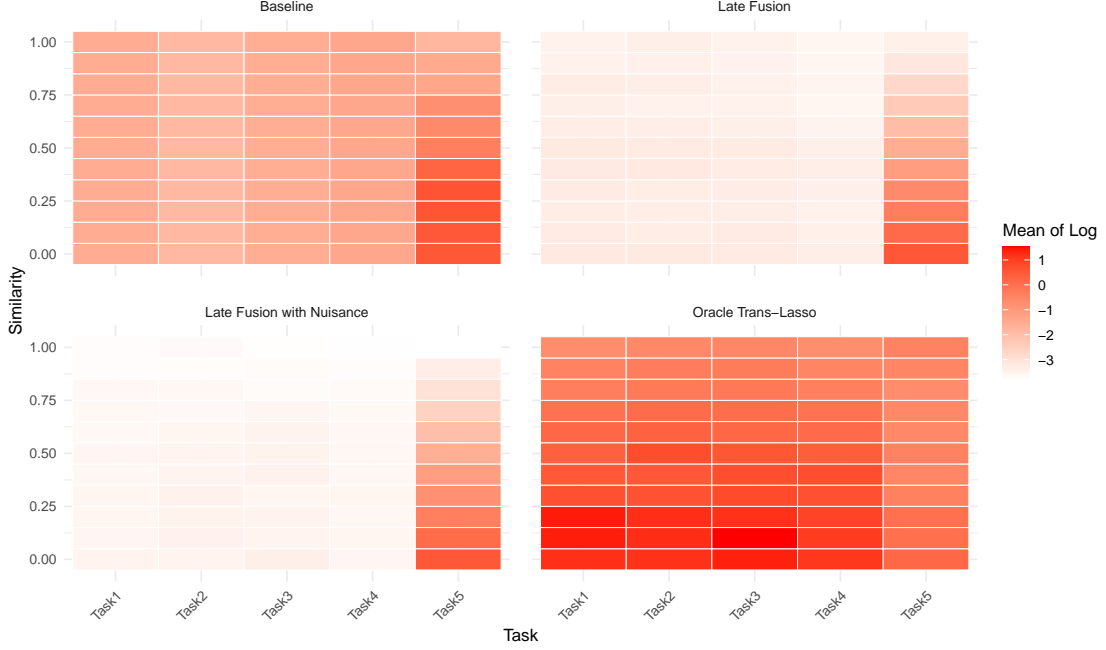 Baseline
Late Fusion
1.00
0.75
0.50
0.25
0.00
Similarity
Late Fusion with Nuisance
Oracle Trans−Lasso
1.00
0.75
0.50
0.25
0.00
Task1
Task2
Task3
Task4
Task5
Task1
Task2
Task3
Task4
Task5
Task
Mean of Log
1
0
−1
−2
−3